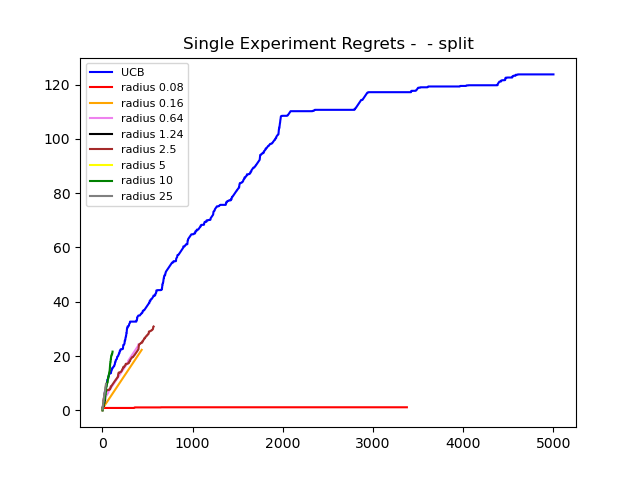 Single Experiment Regrets -  - split
UCB
radius 0.08
radius 0.16
radius 0.64
radius 1.24
radius 2.5
radius 5
radius 10
radius 25
120
100
80
60
40
20
0
0 1000 2000 3000 4000 5000